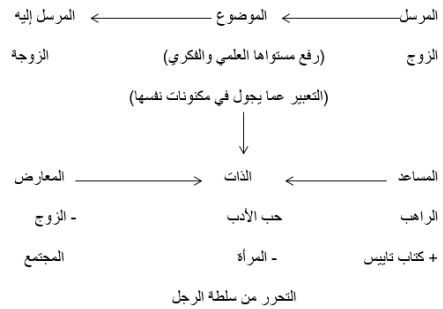 المرسل الموضوع المرسل إليه
الزوج (رفع مستواها العلمي والفكري) الزوجة
(التعبير عما يجول في مكنونات نفسها)
المساعد الذات المعارض
الراهب حب الأدب - الزوج
+ كتاب تاييس - المرأة المجتمع
التحرر من سلطة الرجل